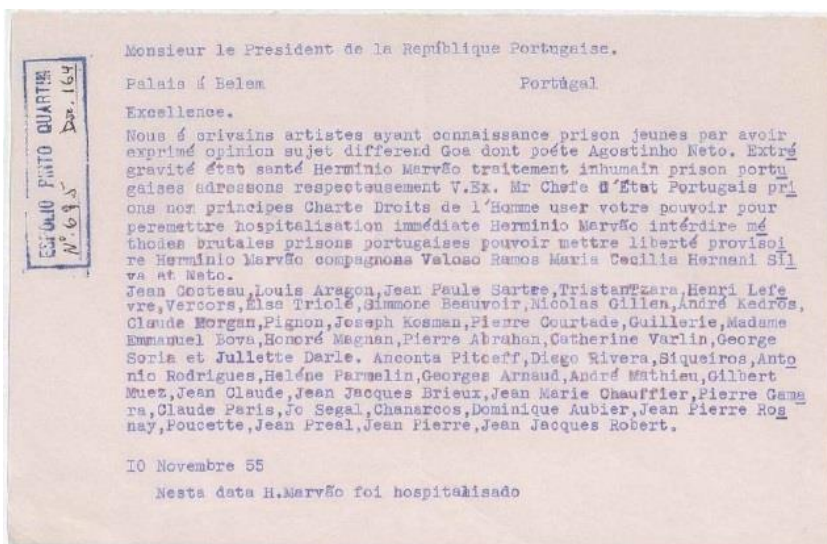 Monsieur le President de la República Portugaise.
Palais á Belem Portúgal
Excellence.
Nous é crivains artistes ayant connaissance prison jeunes par avoir
exprimé opinion sujet differend Goa dont poéte Agostinho Neto. Extré
gravité état santé Herminio Marvão traitement inhumain prison portu
gaises adressons respecteusement V.Ex. Mr Chefe d'État Portugais pri
ons nom principes Charte Droits de l'Homme user votre pouvoir pour
peremettre hospitalisation immédiate Herminio Marvão intérdire mé
thodes brutales prisons portugaises pouvoir mettre liberté provisoi
re Herminio Marvão compagnons Veloso Ramos Maria Cecilia Hernani Sil
va et Neto.
Jean Cocteau,Louis Aragon,Jean Paule Sartre,TristanTzara,Henri Lefe
vre,Vercors,Elsa Triolé,Simmone Beauvoir,Nicolas Gillen,André Kedros,
Claude Morgan,Pignon,Joseph Kosman,Pierre Courtade,Guillerie,Madame
Emmanuel Bova,Honoré Magnan,Pierre Abrahan,Catherine Varlin,George
Soria et Jullette Darle. Anconta Pitoeff,Diego Rivera,Siqueiros,Anto
nio Rodrigues,Heléne Parmelin,Georges Arnaud,André Mathieu,Gilbert
Muez,Jean Claude,Jean Jacques Brieux,Jean Marie Chauffier,Pierre Gama
ra,Claude Paris,Jo Segal,Chanarcos,Dominique Aubier,Jean Pierre Ros
nay,Poucette,Jean Preal,Jean Pierre,Jean Jacques Robert.
IO Novembre 55
Nesta data H.Marvão foi hospitalisado
ESPÓLIO PINTO QUARTIN
Nº. 69.5 Doc. 164